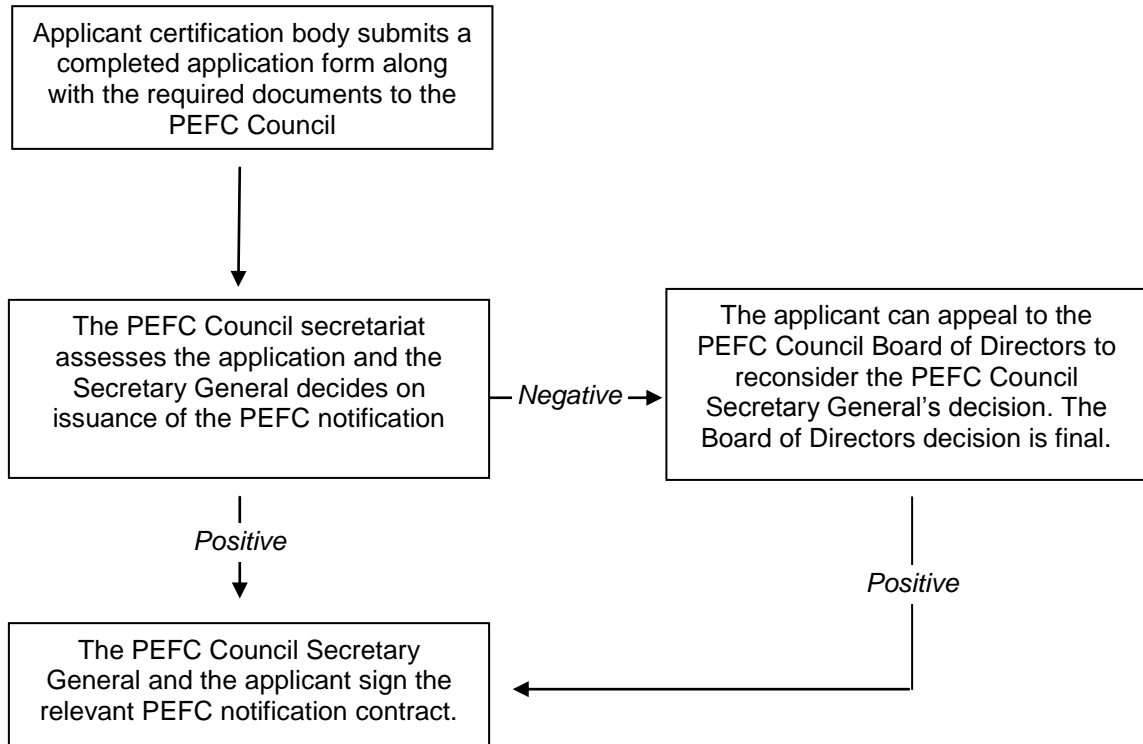 Applicant certification body submits a
completed application form along
with the required documents to the
PEFC Council
The PEFC Council secretariat
assesses the application and the
Secretary General decides on
issuance of the PEFC notification
Negative
The applicant can appeal to the
PEFC Council Board of Directors to
reconsider the PEFC Council
Secretary General’s decision. The
Board of Directors decision is final.
Positive
Positive
The PEFC Council Secretary
General and the applicant sign the
relevant PEFC notification contract.